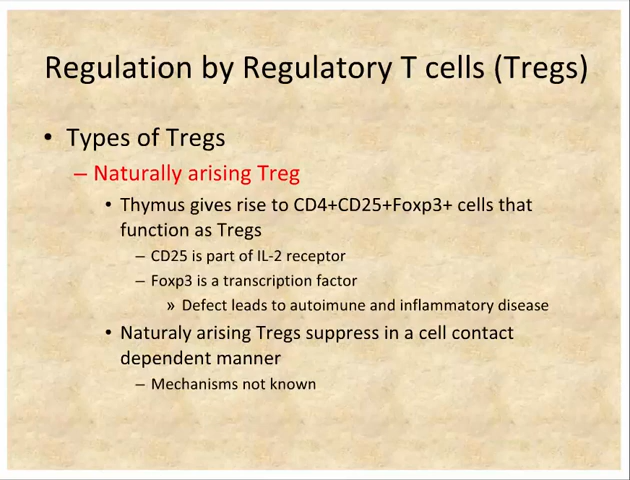 Regulation by Regulatory T cells (Tregs)
• Types of Tregs
– Naturally arising Treg
• Thymus gives rise to CD4+CD25+Foxp3+ cells that
function as Tregs
– CD25 is part of IL-2 receptor
– Foxp3 is a transcription factor
» Defect leads to autoimune and inflammatory disease
• Naturaly arising Tregs suppress in a cell contact
dependent manner
– Mechanisms not known